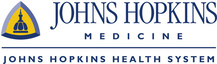 JOHNS HOPKINS
MEDICINE
JOHNS HOPKINS HEALTH SYSTEM